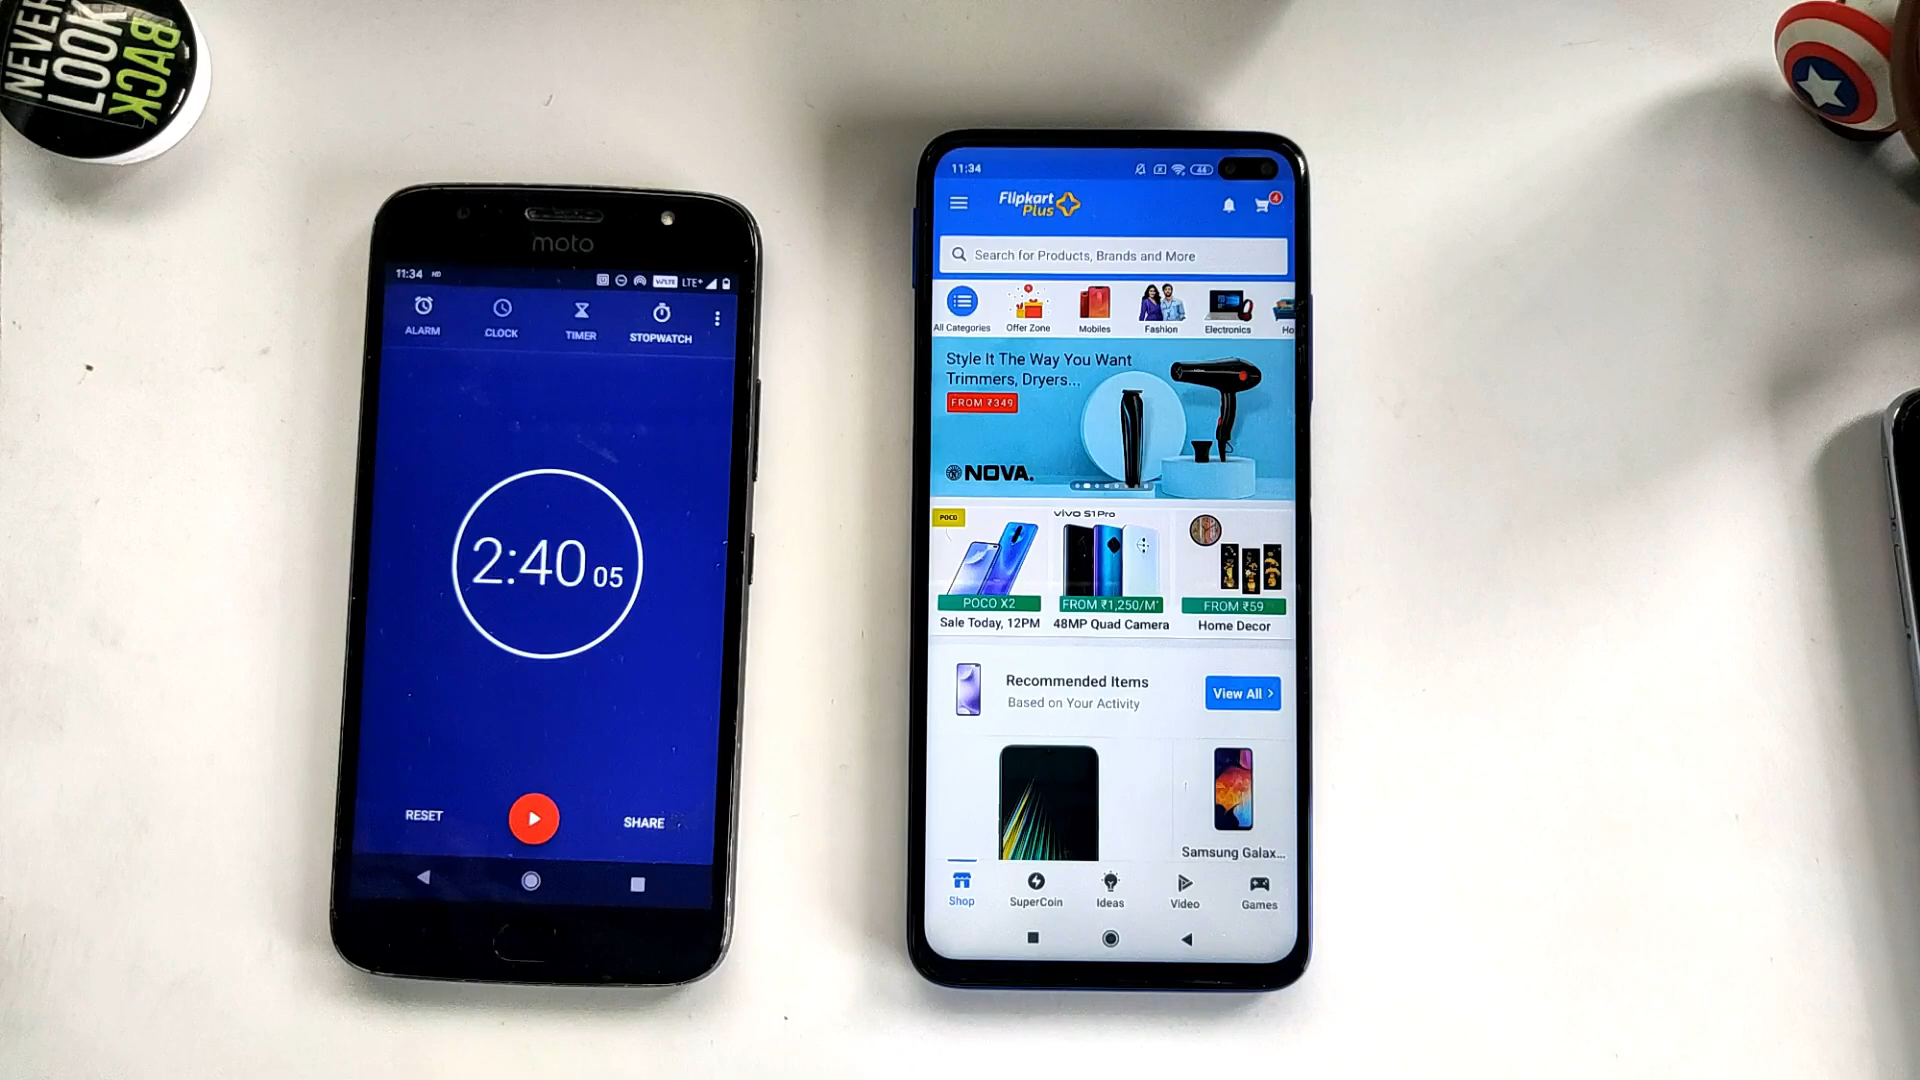 NEVER
LOOK
BACK
moto
11:34 HD
VoLTE LTE+
ALARM CLOCK TIMER STOPWATCH
2:40 05
RESET SHARE
11:34
44
Flipkart
Plus
4
Search for Products, Brands and More
All Categories Offer Zone Mobiles Fashion Electronics Ho
Style It The Way You Want
Trimmers, Dryers...
FROM ₹349
NOVA.
POCO
vivo S1Pro
POCO X2 FROM ₹1,250/M* FROM ₹59
Sale Today, 12PM 48MP Quad Camera Home Decor
Recommended Items
Based on Your Activity
View All >
Samsung Galax...
Shop SuperCoin Ideas Video Games